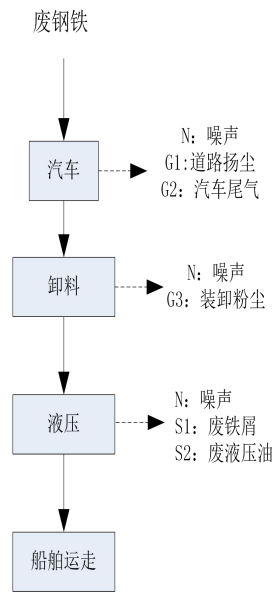 废钢铁
汽车
N：噪声
G1:道路扬尘
G2：汽车尾气
卸料
N：噪声
G3：装卸粉尘
液压
N：噪声
S1：废铁屑
S2：废液压油
船舶运走